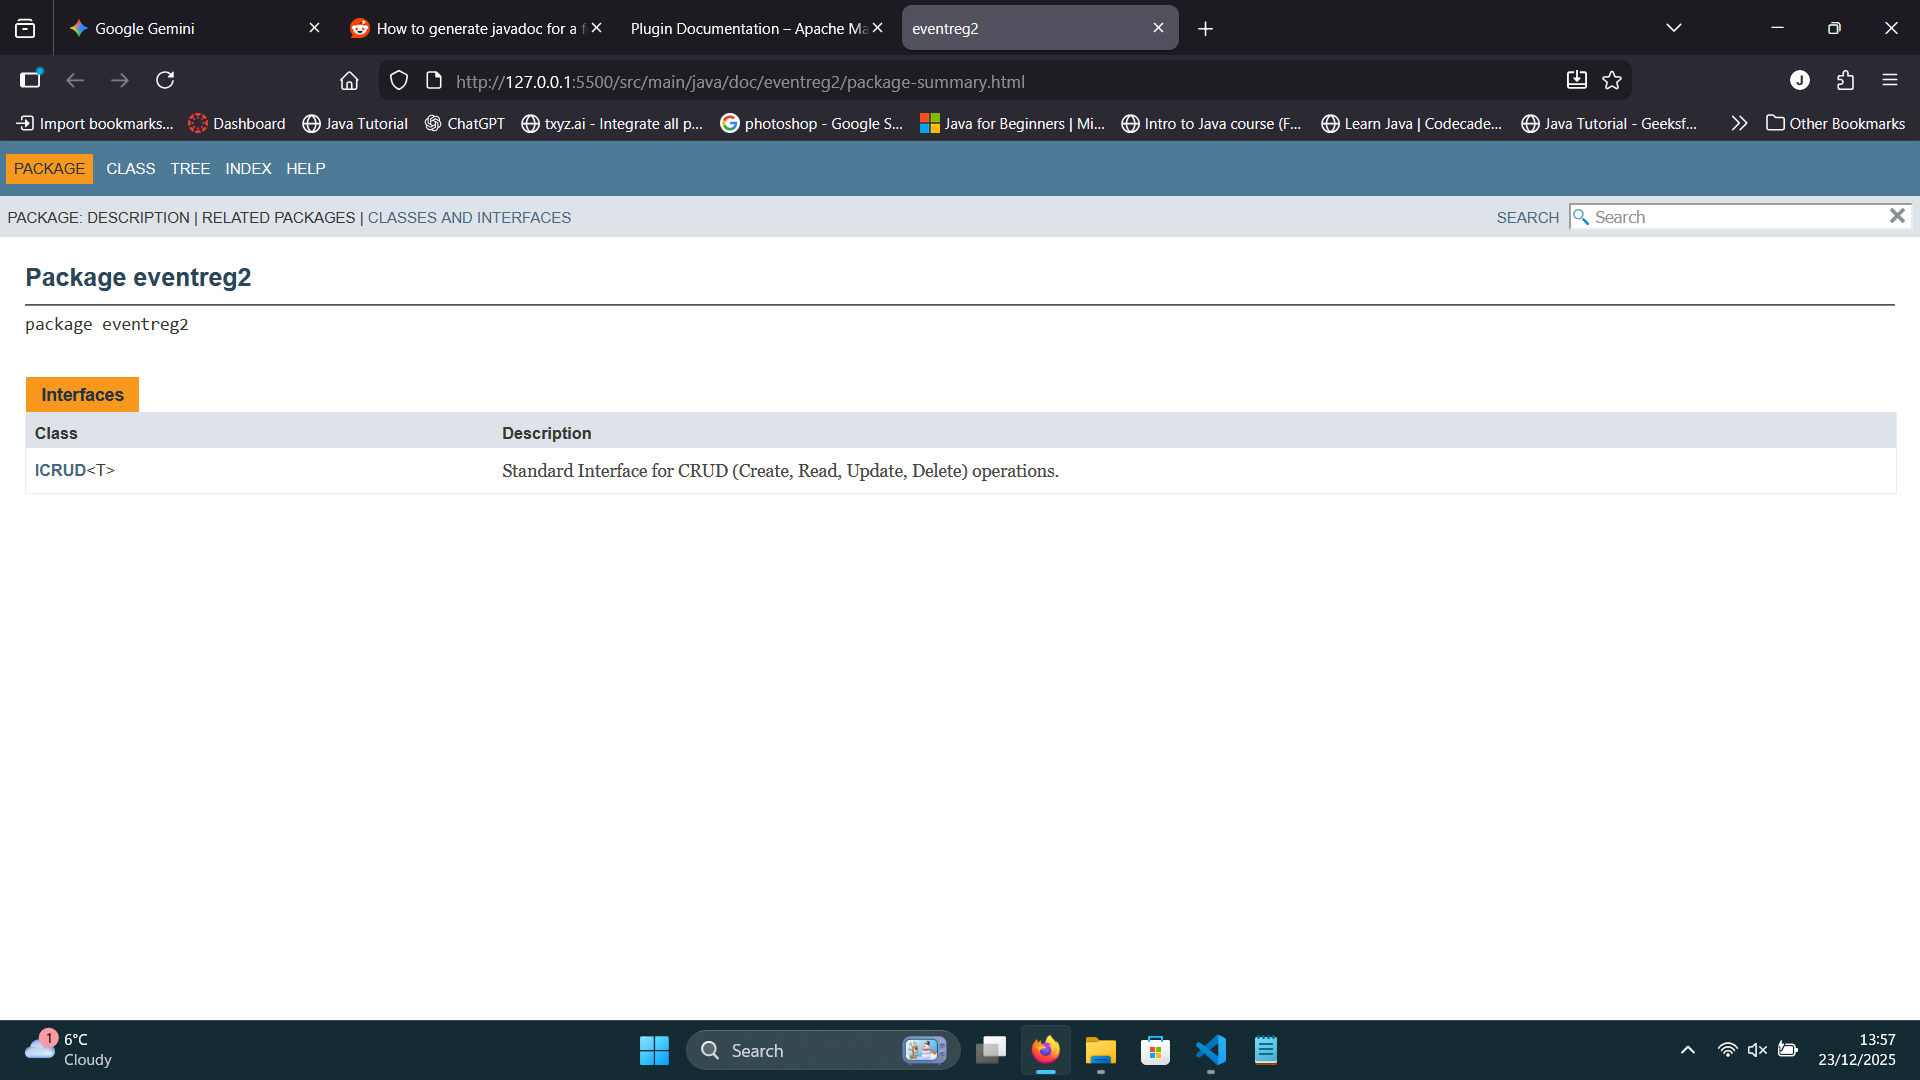 Google Gemini
How to generate javadoc for a f
Plugin Documentation – Apache Ma
eventreg2
http://127.0.0.1:5500/src/main/java/doc/eventreg2/package-summary.html
J
Import bookmarks...
Dashboard
Java Tutorial
ChatGPT
txyz.ai - Integrate all p...
photoshop - Google S...
Java for Beginners | Mi...
Intro to Java course (F...
Learn Java | Codecade...
Java Tutorial - Geeksf...
Other Bookmarks
PACKAGE CLASS TREE INDEX HELP
PACKAGE: DESCRIPTION | RELATED PACKAGES | CLASSES AND INTERFACES
SEARCH Search
Package eventreg2
package eventreg2
Interfaces
Class Description
ICRUD<T> Standard Interface for CRUD (Create, Read, Update, Delete) operations.
1
6°C
Cloudy
Search
13:57
23/12/2025